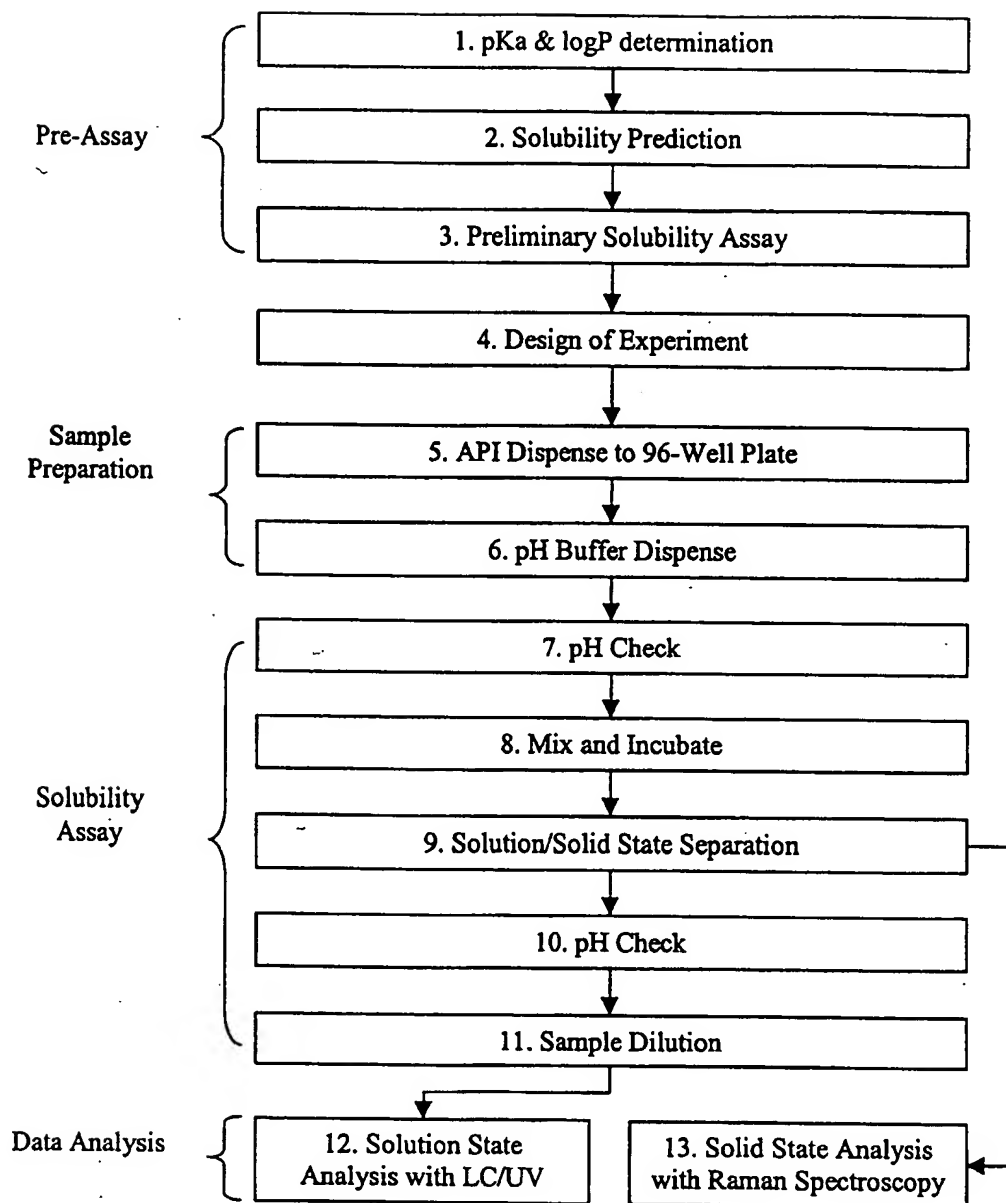 1. pKa & logP determination
Pre-Assay
2. Solubility Prediction
3. Preliminary Solubility Assay
4. Design of Experiment
Sample
Preparation
5. API Dispense to 96-Well Plate
6. pH Buffer Dispense
7. pH Check
8. Mix and Incubate
Solubility
Assay
9. Solution/Solid State Separation
10. pH Check
11. Sample Dilution
Data Analysis
12. Solution State
Analysis with LC/UV
13. Solid State Analysis
with Raman Spectroscopy